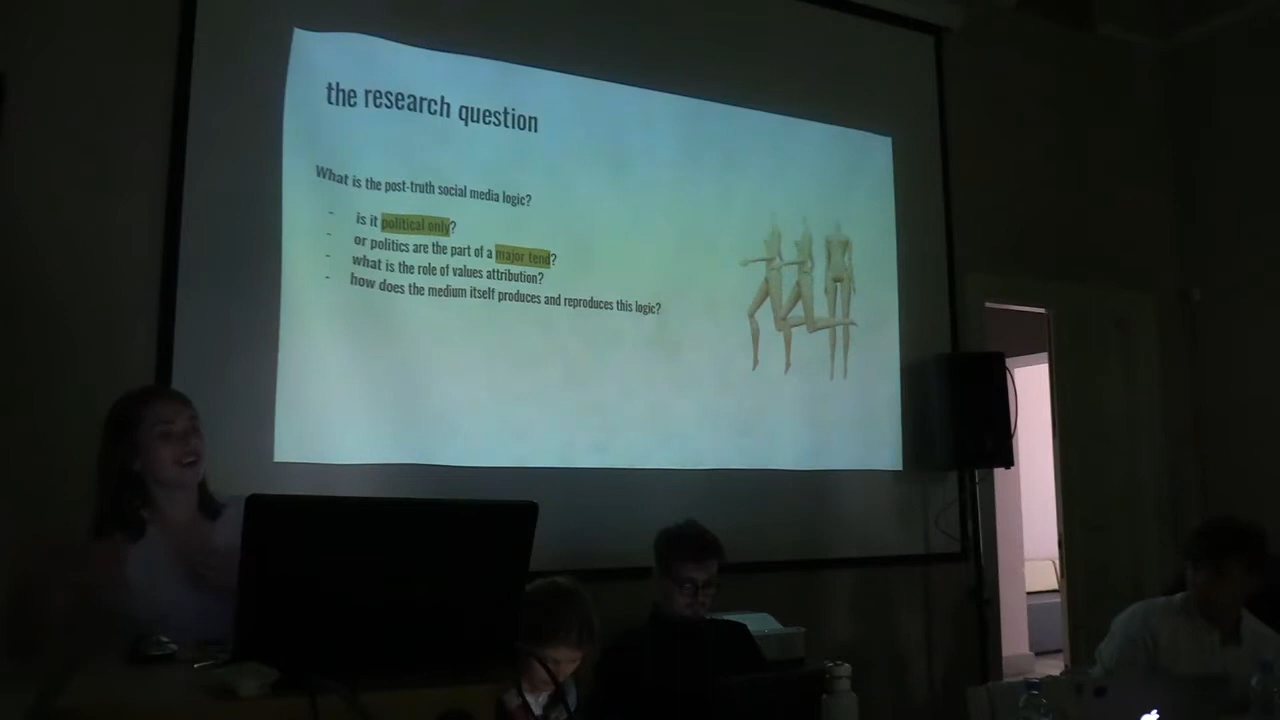 the research question
What is the post-truth social media logic?
- is it political only?
- or politics are the part of a major tend?
- what is the role of values attribution?
- how does the medium itself produces and reproduces this logic?